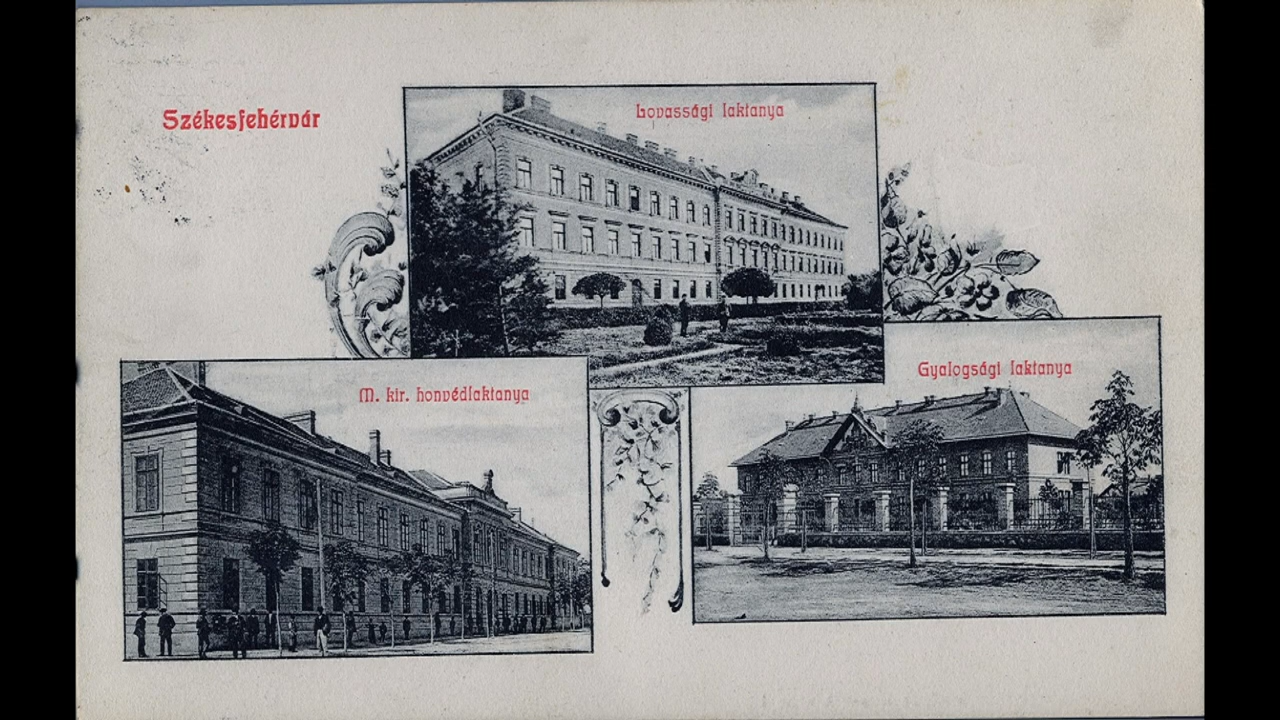 Székesfehérvár
Lovassági laktanya
M. kir. honvédlaktanya
Gyalogsági laktanya